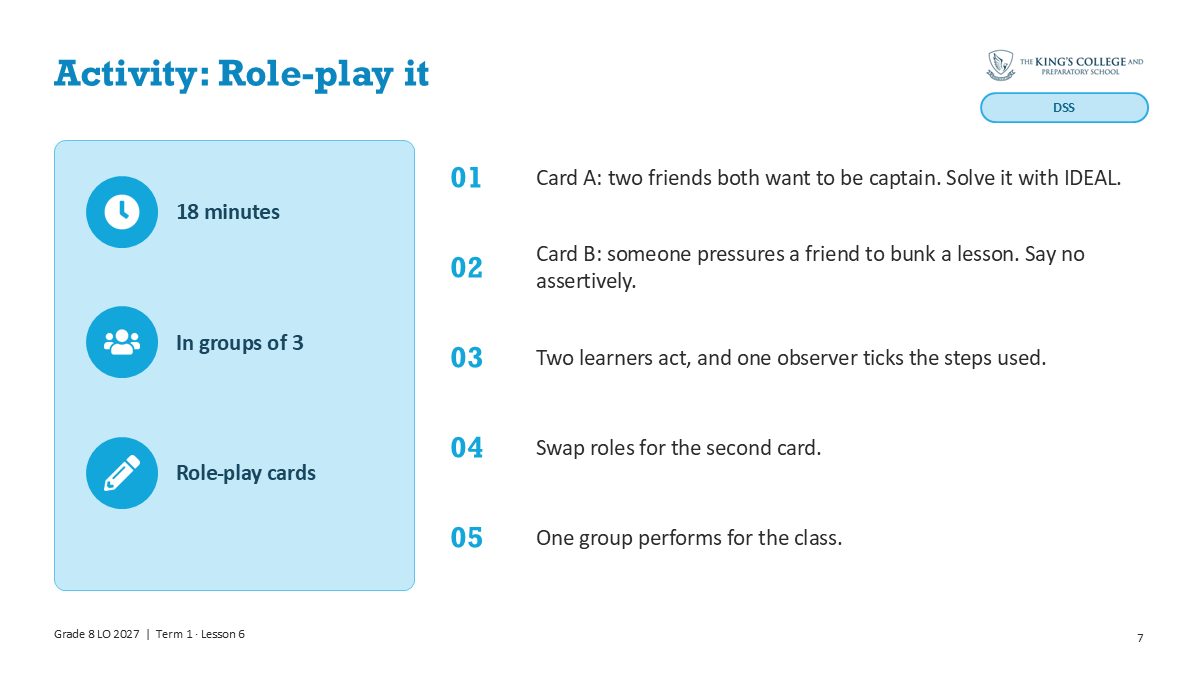 Activity: Role-play it
THE KING'S COLLEGE AND
PREPARATORY SCHOOL
DSS
18 minutes
In groups of 3
Role-play cards
01
Card A: two friends both want to be captain. Solve it with IDEAL.
02
Card B: someone pressures a friend to bunk a lesson. Say no
assertively.
03
Two learners act, and one observer ticks the steps used.
04
Swap roles for the second card.
05
One group performs for the class.
Grade 8 LO 2027 | Term 1 · Lesson 6
7